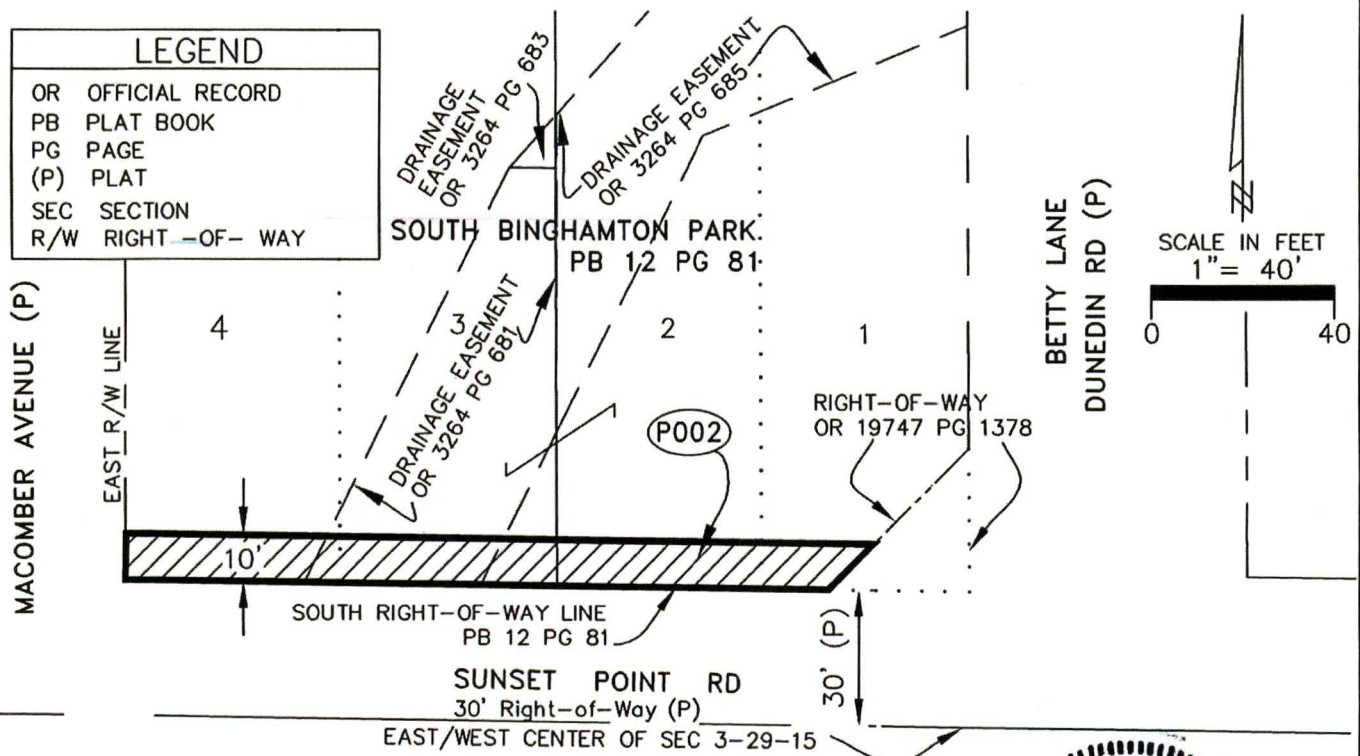 LEGEND
OR OFFICIAL RECORD
PB PLAT BOOK
PG PAGE
(P) PLAT
SEC SECTION
R/W RIGHT -OF- WAY
DRAINAGE
EASEMENT
OR 3264 PG 683
DRAINAGE EASEMENT
OR 3264 PG 685
SOUTH BINGHAMTON PARK
PB 12 PG 81
BETTY LANE
DUNEDIN RD (P)
N
SCALE IN FEET
1"= 40'
0 40
MACOMBER AVENUE (P)
EAST R/W LINE
4
3
2
1
DRAINAGE EASEMENT
OR 3264 PG 681
P002
RIGHT-OF-WAY
OR 19747 PG 1378
10'
SOUTH RIGHT-OF-WAY LINE
PB 12 PG 81
30' (P)
SUNSET POINT RD
30' Right-of-Way (P)
EAST/WEST CENTER OF SEC 3-29-15